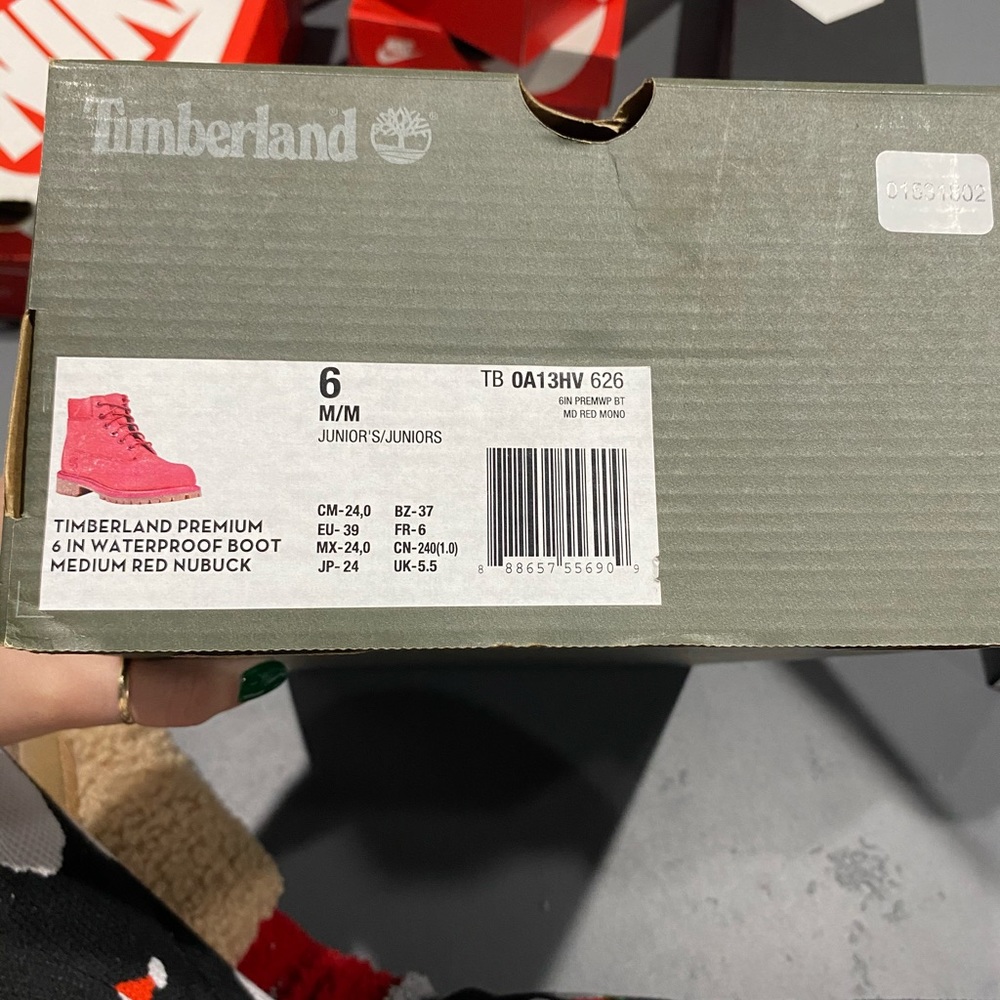 Timberland ®
6
M/M
JUNIOR'S/JUNIORS
TB 0A13HV 626
6IN PREMWP BT
MD RED MONO
TIMBERLAND PREMIUM
6 IN WATERPROOF BOOT
MEDIUM RED NUBUCK
CM-24,0 BZ-37
EU-39 FR-6
MX-24,0 CN-240(1.0)
JP-24 UK-5.5
8 88657 55690 9